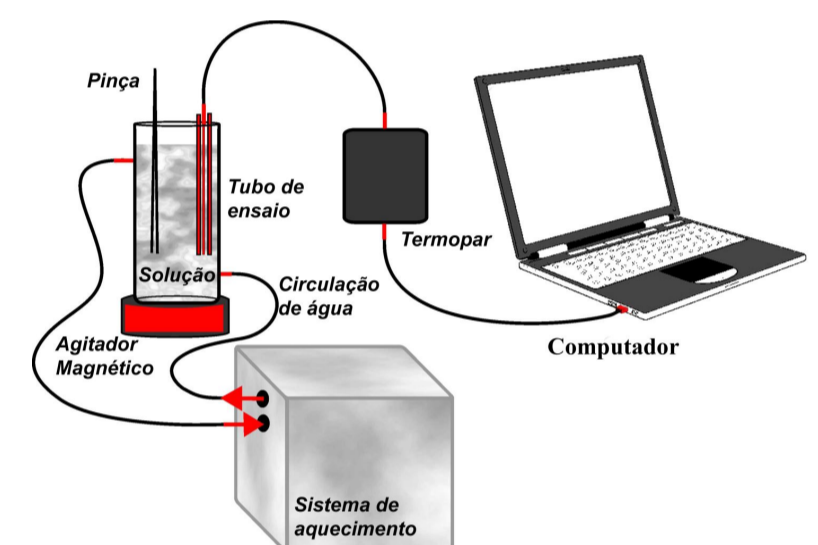 Pinça
Tubo de
ensaio
Termopar
Solução
Circulação
de água
Agitador
Magnético
Computador
Sistema de
aquecimento